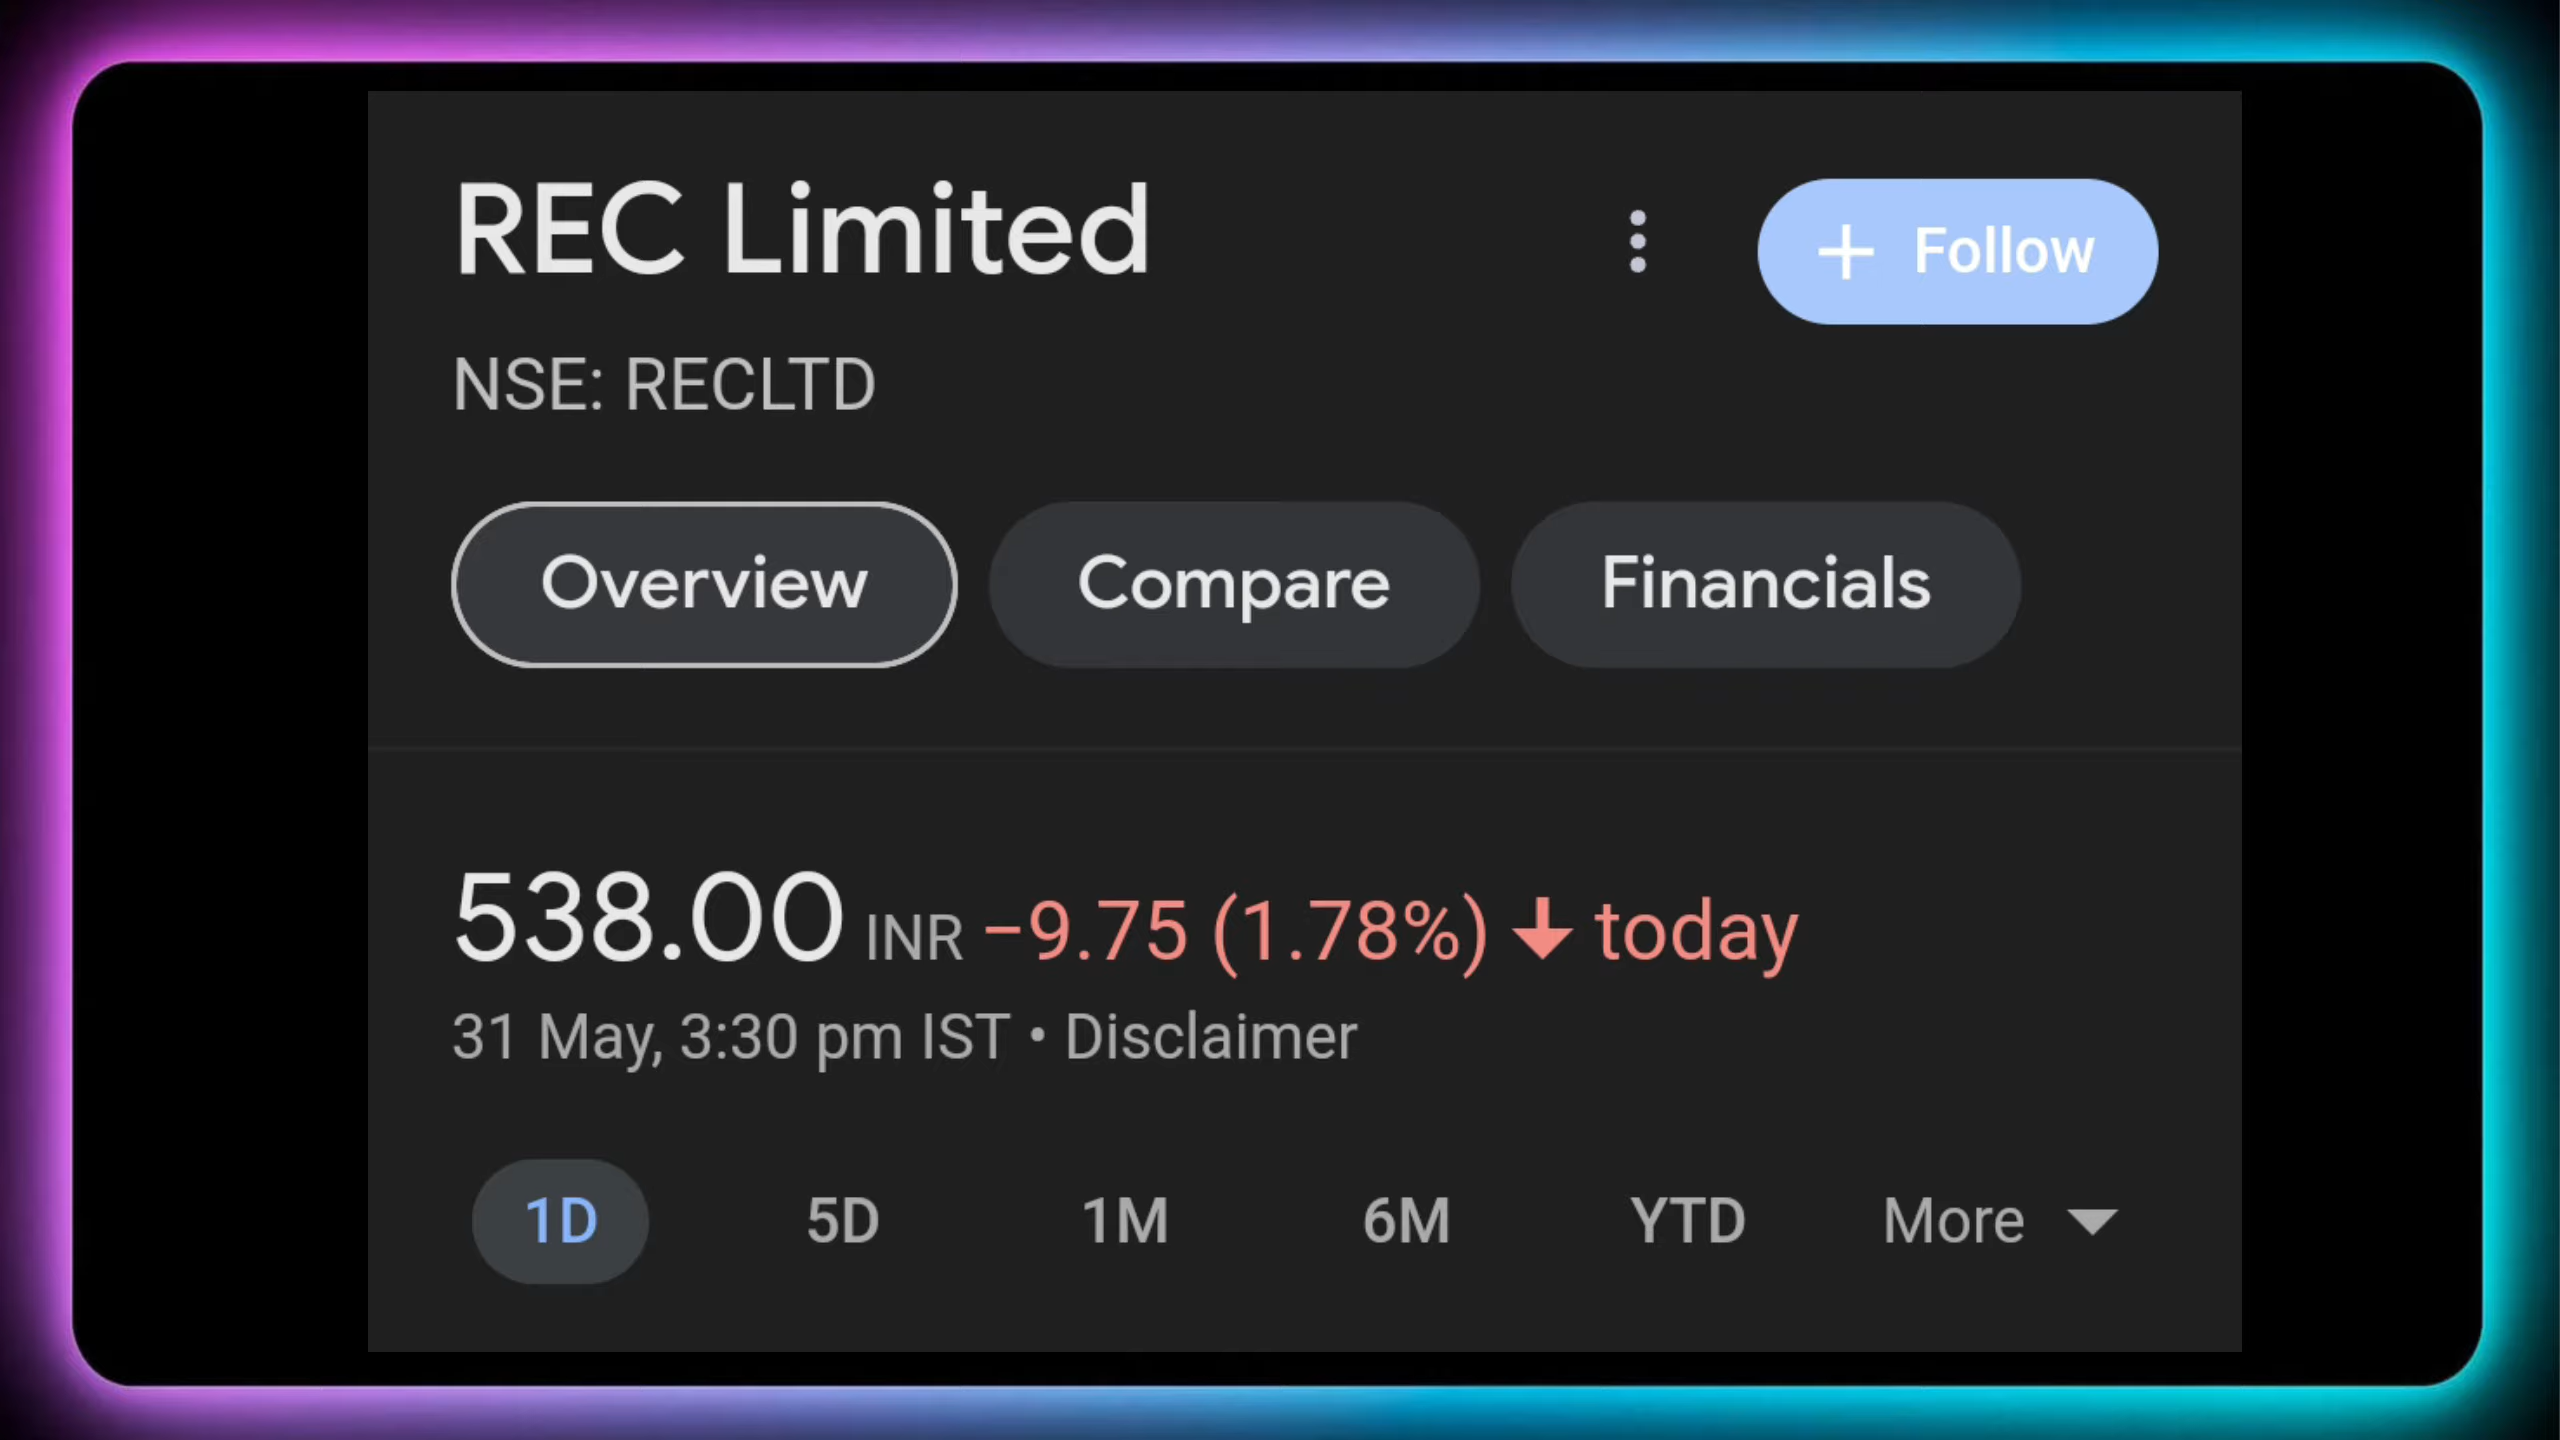 REC Limited
+ Follow
NSE: RECLTD
Overview Compare Financials
538.00 INR −9.75 (1.78%) ↓ today
31 May, 3:30 pm IST • Disclaimer
1D 5D 1M 6M YTD More